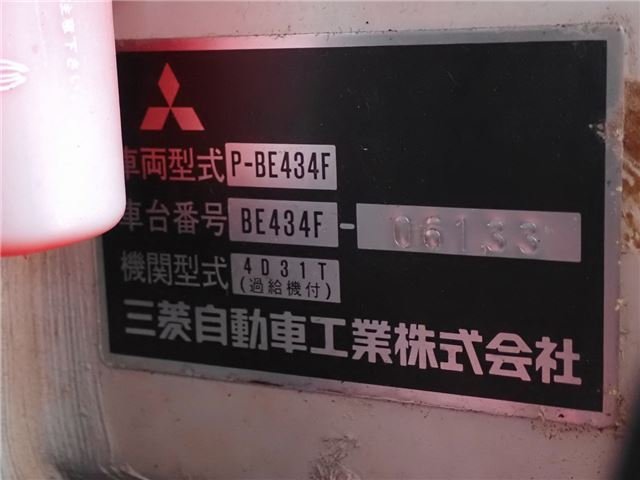 車両型式 P-BE434F
車台番号 BE434F - 06133
機関型式 4D31T
(過給機付)
三菱自動車工業株式会社